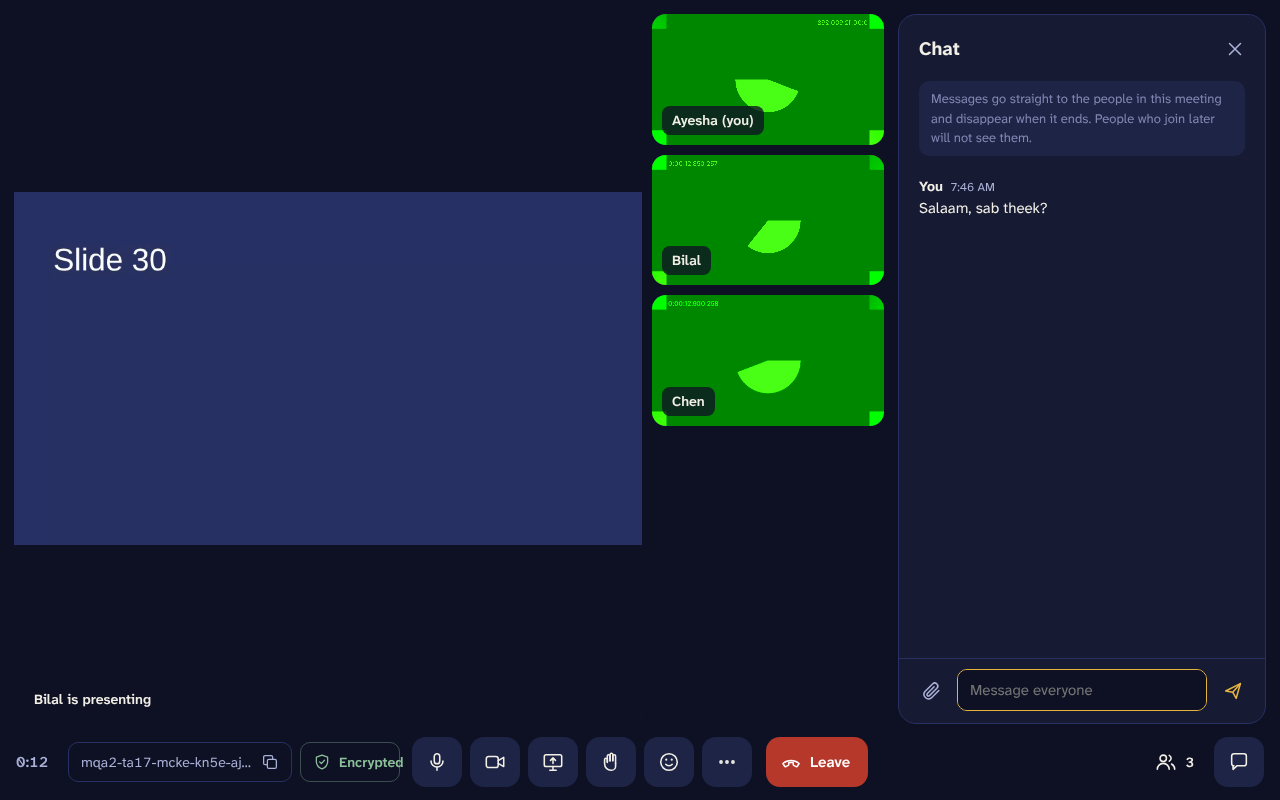 Slide 30
Bilal is presenting
Ayesha (you)
Bilal
Chen
Chat
Messages go straight to the people in this meeting
and disappear when it ends. People who join later
will not see them.
You 7:46 AM
Salaam, sab theek?
Message everyone
0:12
mqa2-ta17-mcke-kn5e-aj...
Encrypted
Leave
3